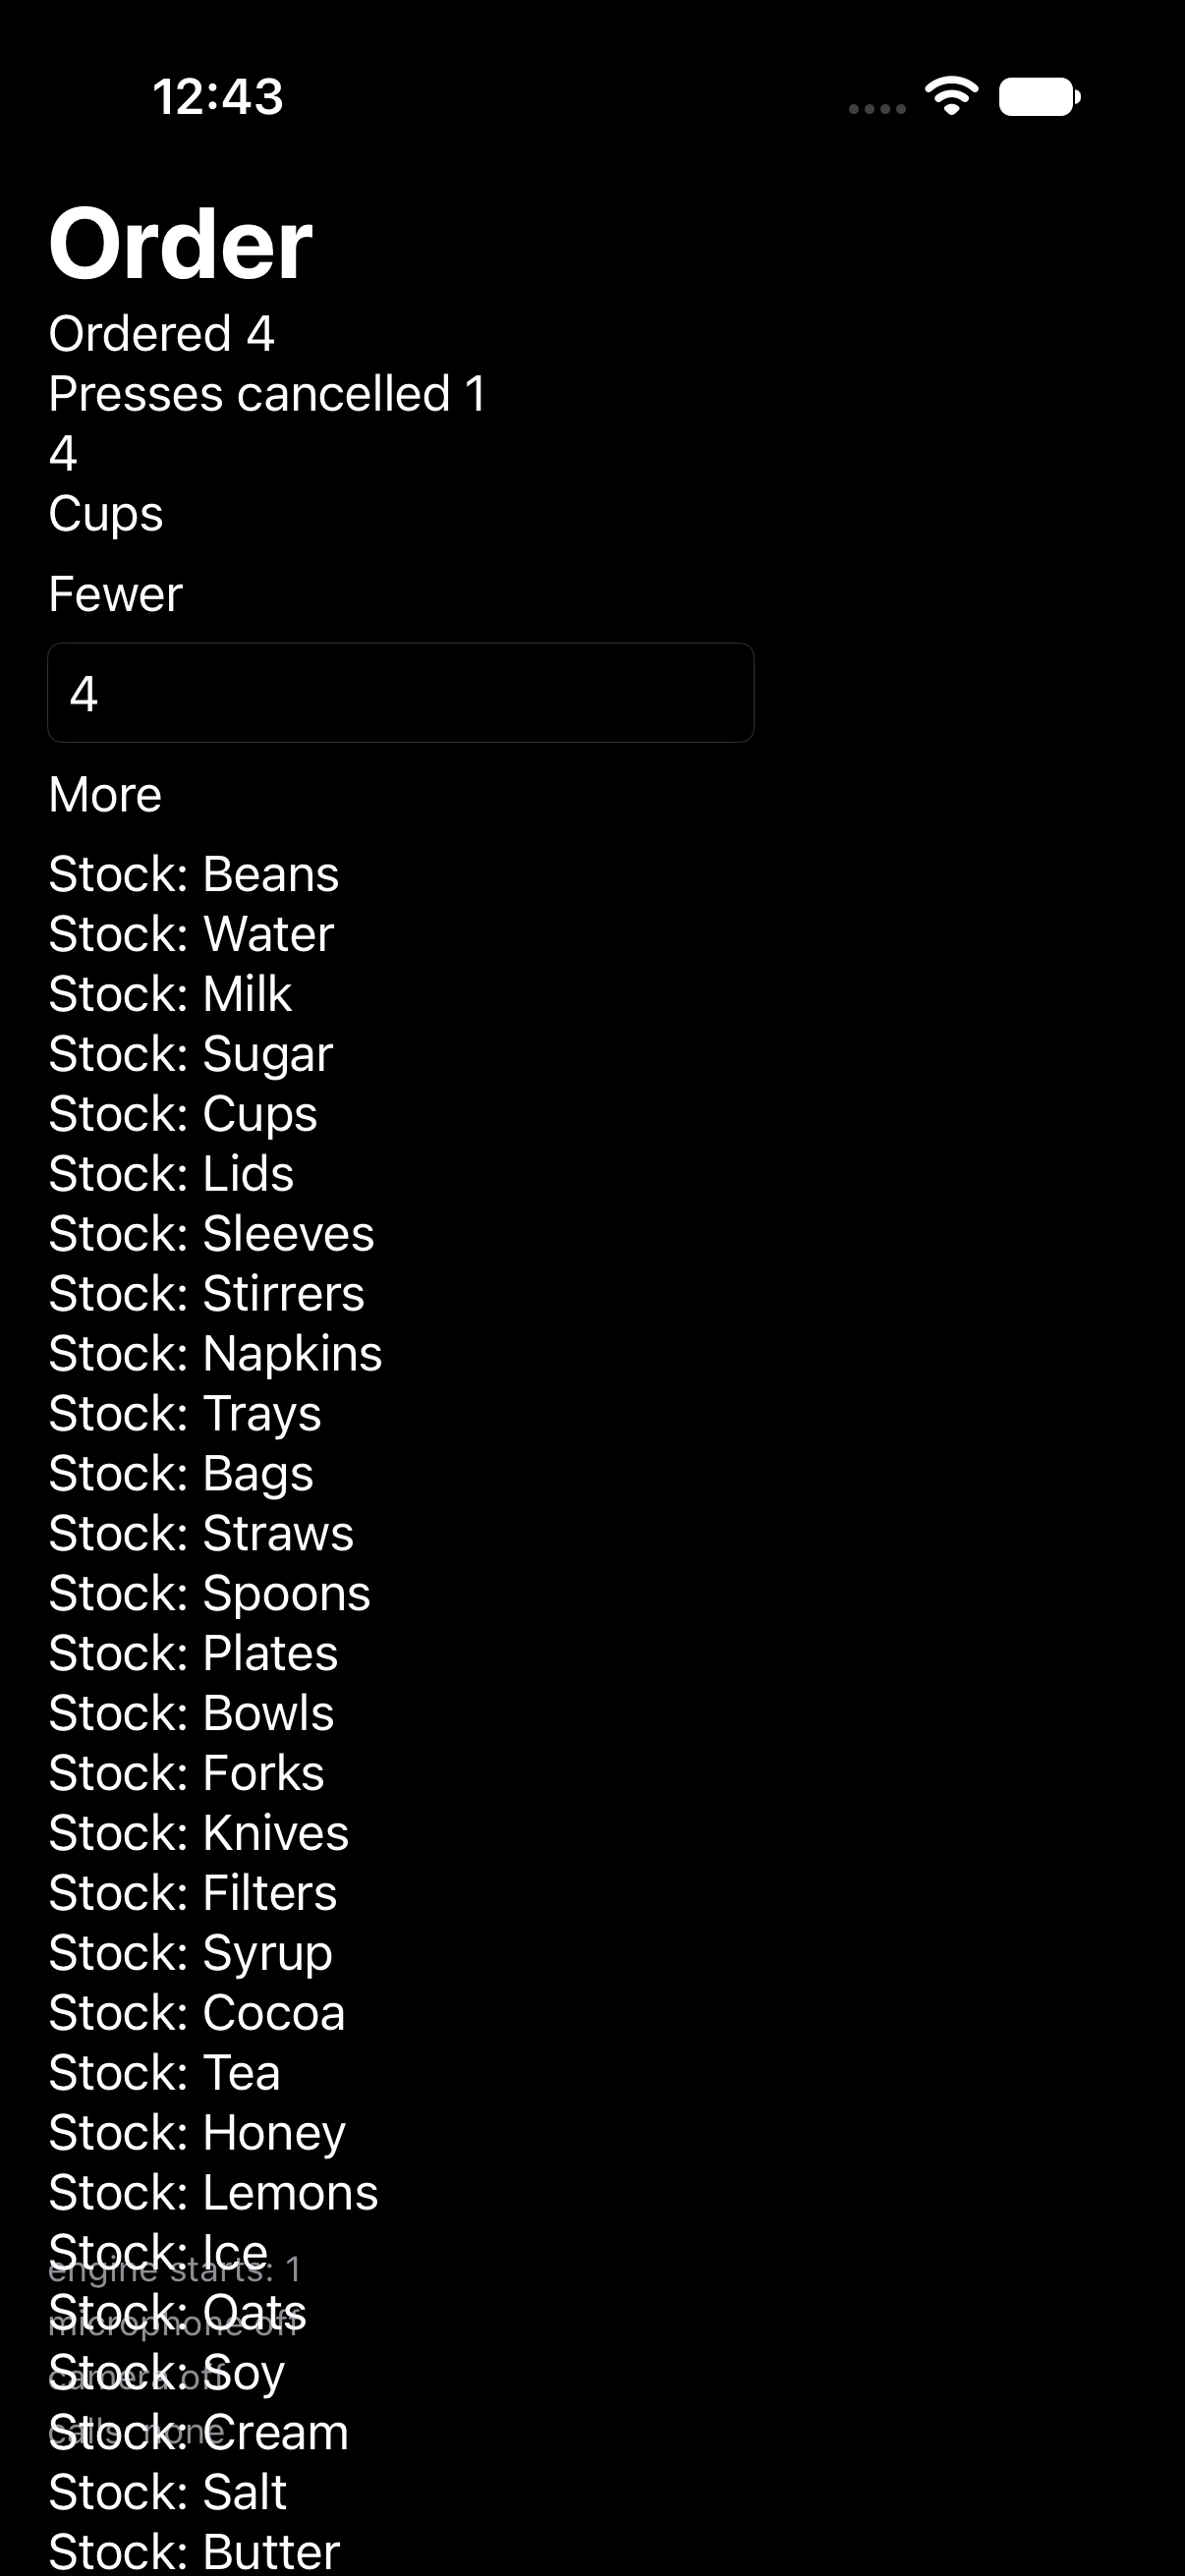 12:43
Order
Ordered 4
Presses cancelled 1
4
Cups
Fewer
4
More
Stock: Beans
Stock: Water
Stock: Milk
Stock: Sugar
Stock: Cups
Stock: Lids
Stock: Sleeves
Stock: Stirrers
Stock: Napkins
Stock: Trays
Stock: Bags
Stock: Straws
Stock: Spoons
Stock: Plates
Stock: Bowls
Stock: Forks
Stock: Knives
Stock: Filters
Stock: Syrup
Stock: Cocoa
Stock: Tea
Stock: Honey
Stock: Lemons
Stock: Ice
engine starts: 1
Stock: Oats
microphone off
Stock: Soy
camera off
Stock: Cream
calls: none
Stock: Salt
Stock: Butter